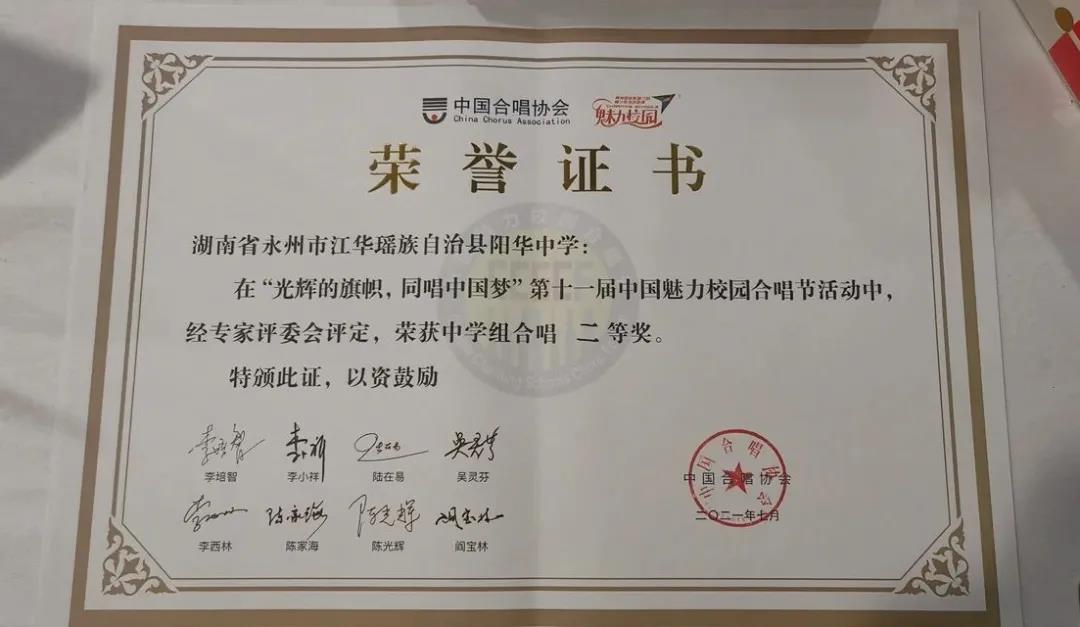 中国合唱协会
China Chorus Association
魅力校园
荣誉证书
湖南省永州市江华瑶族自治县阳华中学：
在“光辉的旗帜，同唱中国梦”第十一届中国魅力校园合唱节活动中，
经专家评委会评定，荣获中学组合唱 二 等奖。
特颁此证，以资鼓励
李培智 李小祥 陆在易 吴灵芬
李西林 陈家海 陈光辉 阎宝林
中国合唱协会
二〇二一年七月